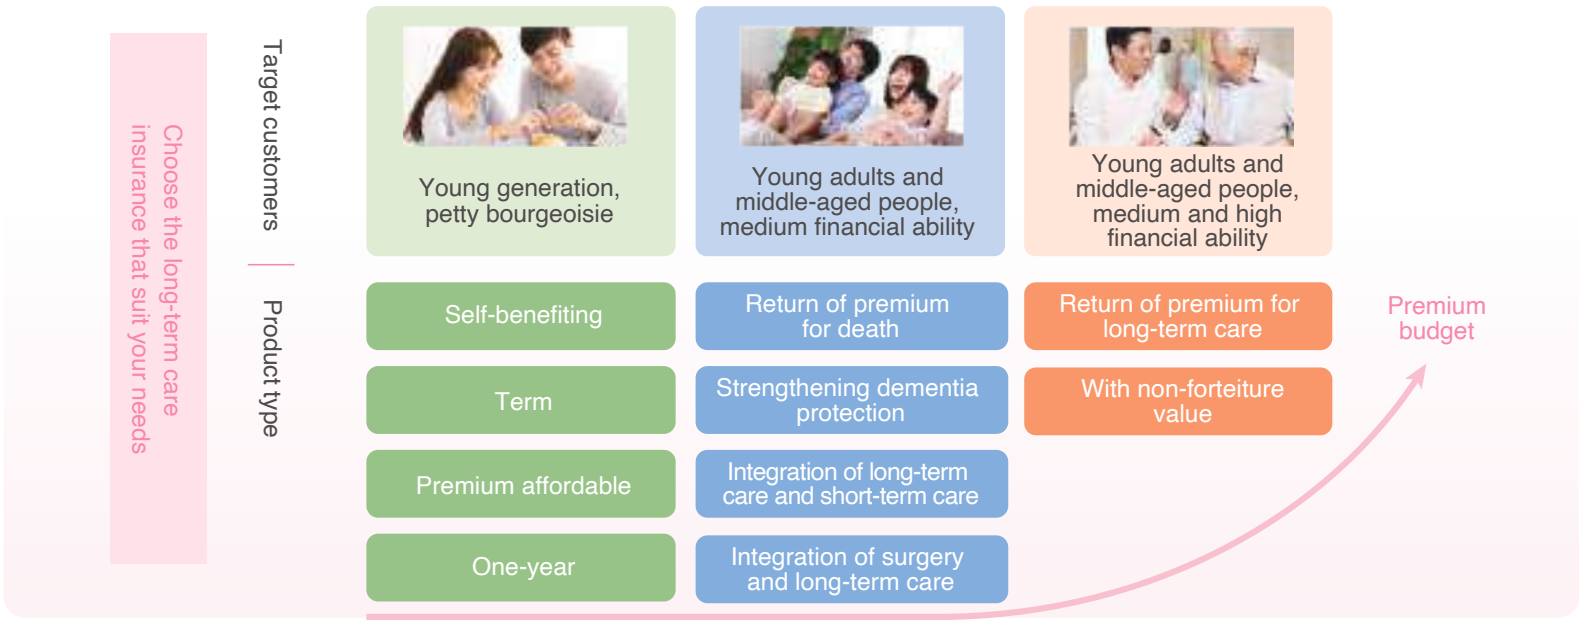 Choose the long-term care
insurance that suit your needs
Target customers
Product type
Young generation,
petty bourgeoisie
Young adults and
middle-aged people,
medium financial ability
Young adults and
middle-aged people,
medium and high
financial ability
Self-benefiting
Term
Premium affordable
One-year
Return of premium
for death
Strengthening dementia
protection
Integration of long-term
care and short-term care
Integration of surgery
and long-term care
Return of premium for
long-term care
With non-forteiture
value
Premium
budget